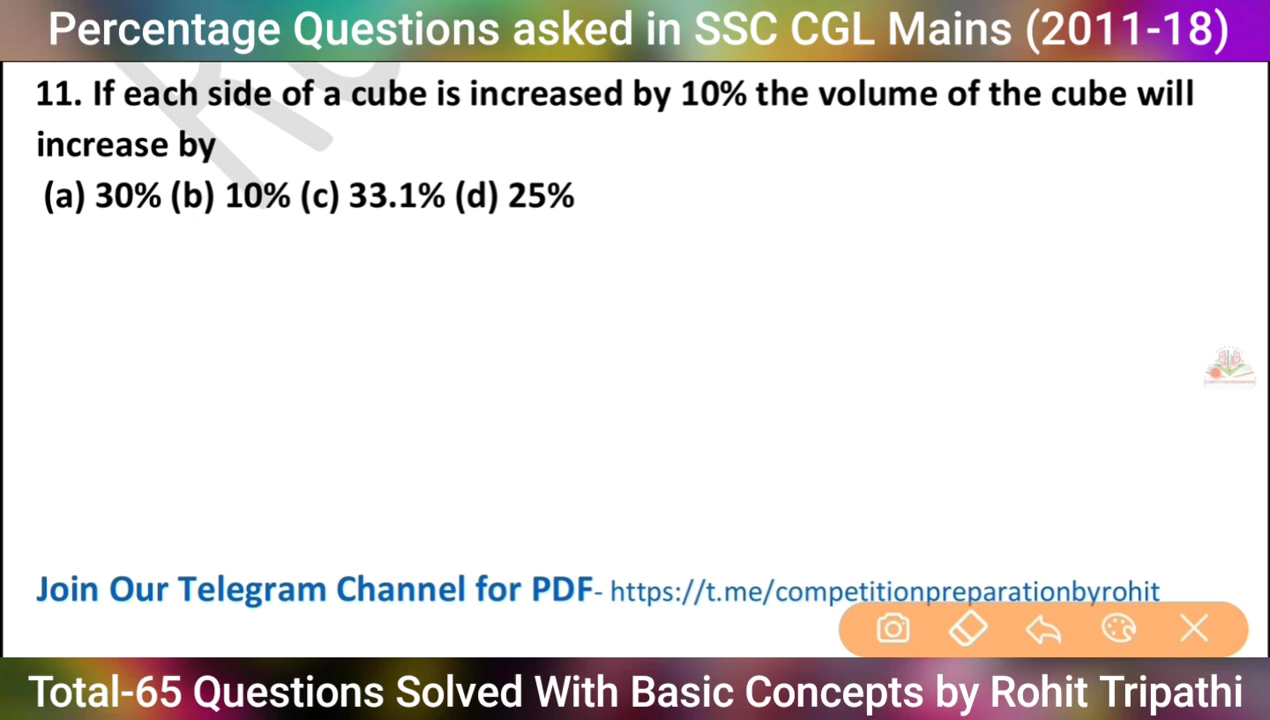 Percentage Questions asked in SSC CGL Mains (2011-18)
11. If each side of a cube is increased by 10% the volume of the cube will
increase by
(a) 30% (b) 10% (c) 33.1% (d) 25%
Join Our Telegram Channel for PDF- https://t.me/competitionpreparationbyrohit
Total-65 Questions Solved With Basic Concepts by Rohit Tripathi